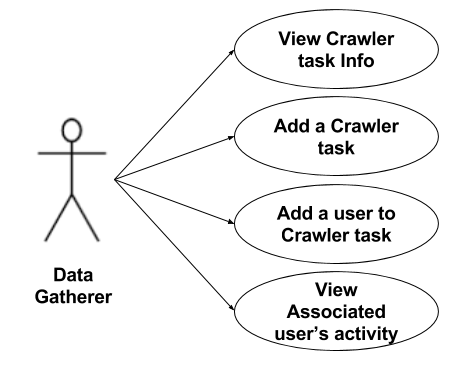 View Crawler
task Info
Add a Crawler
task
Add a user to
Crawler task
View
Associated
user's activity
Data
Gatherer